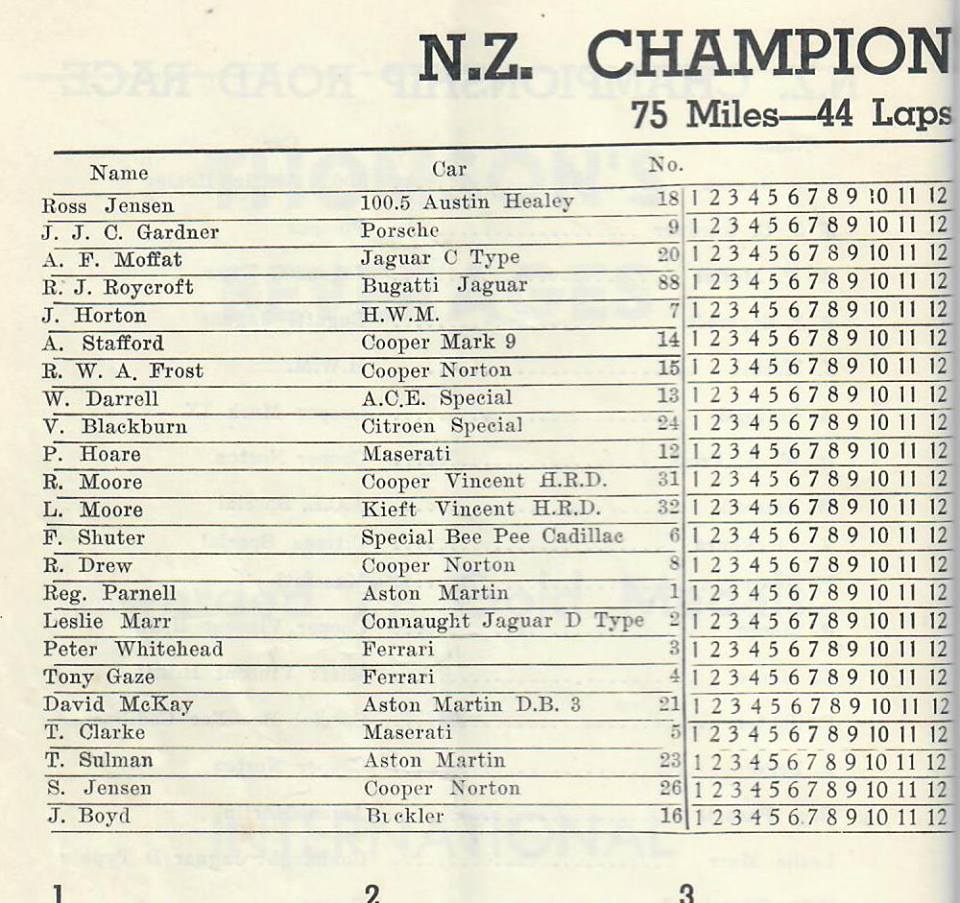 N.Z. CHAMPION
75 Miles—44 Laps
Name Car No.
Ross Jensen 100.5 Austin Healey 18 1 2 3 4 5 6 7 8 9 10 11 12
J. J. C. Gardner Porsche 9 1 2 3 4 5 6 7 8 9 10 11 12
A. F. Moffat Jaguar C Type 20 1 2 3 4 5 6 7 8 9 10 11 12
R. J. Roycroft Bugatti Jaguar 88 1 2 3 4 5 6 7 8 9 10 11 12
J. Horton H.W.M. 7 1 2 3 4 5 6 7 8 9 10 11 12
A. Stafford Cooper Mark 9 14 1 2 3 4 5 6 7 8 9 10 11 12
R. W. A. Frost Cooper Norton 15 1 2 3 4 5 6 7 8 9 10 11 12
W. Darrell A.C.E. Special 13 1 2 3 4 5 6 7 8 9 10 11 12
V. Blackburn Citroen Special 24 1 2 3 4 5 6 7 8 9 10 11 12
P. Hoare Maserati 12 1 2 3 4 5 6 7 8 9 10 11 12
R. Moore Cooper Vincent H.R.D. 31 1 2 3 4 5 6 7 8 9 10 11 12
L. Moore Kieft Vincent H.R.D. 32 1 2 3 4 5 6 7 8 9 10 11 12
F. Shuter Special Bee Pee Cadillac 6 1 2 3 4 5 6 7 8 9 10 11 12
R. Drew Cooper Norton 8 1 2 3 4 5 6 7 8 9 10 11 12
Reg. Parnell Aston Martin 1 1 2 3 4 5 6 7 8 9 10 11 12
Leslie Marr Connaught Jaguar D Type 2 1 2 3 4 5 6 7 8 9 10 11 12
Peter Whitehead Ferrari 3 1 2 3 4 5 6 7 8 9 10 11 12
Tony Gaze Ferrari 4 1 2 3 4 5 6 7 8 9 10 11 12
David McKay Aston Martin D.B. 3 21 1 2 3 4 5 6 7 8 9 10 11 12
T. Clarke Maserati 5 1 2 3 4 5 6 7 8 9 10 11 12
T. Sulman Aston Martin 23 1 2 3 4 5 6 7 8 9 10 11 12
S. Jensen Cooper Norton 26 1 2 3 4 5 6 7 8 9 10 11 12
J. Boyd Buckler 16 1 2 3 4 5 6 7 8 9 10 11 12
1 2 3